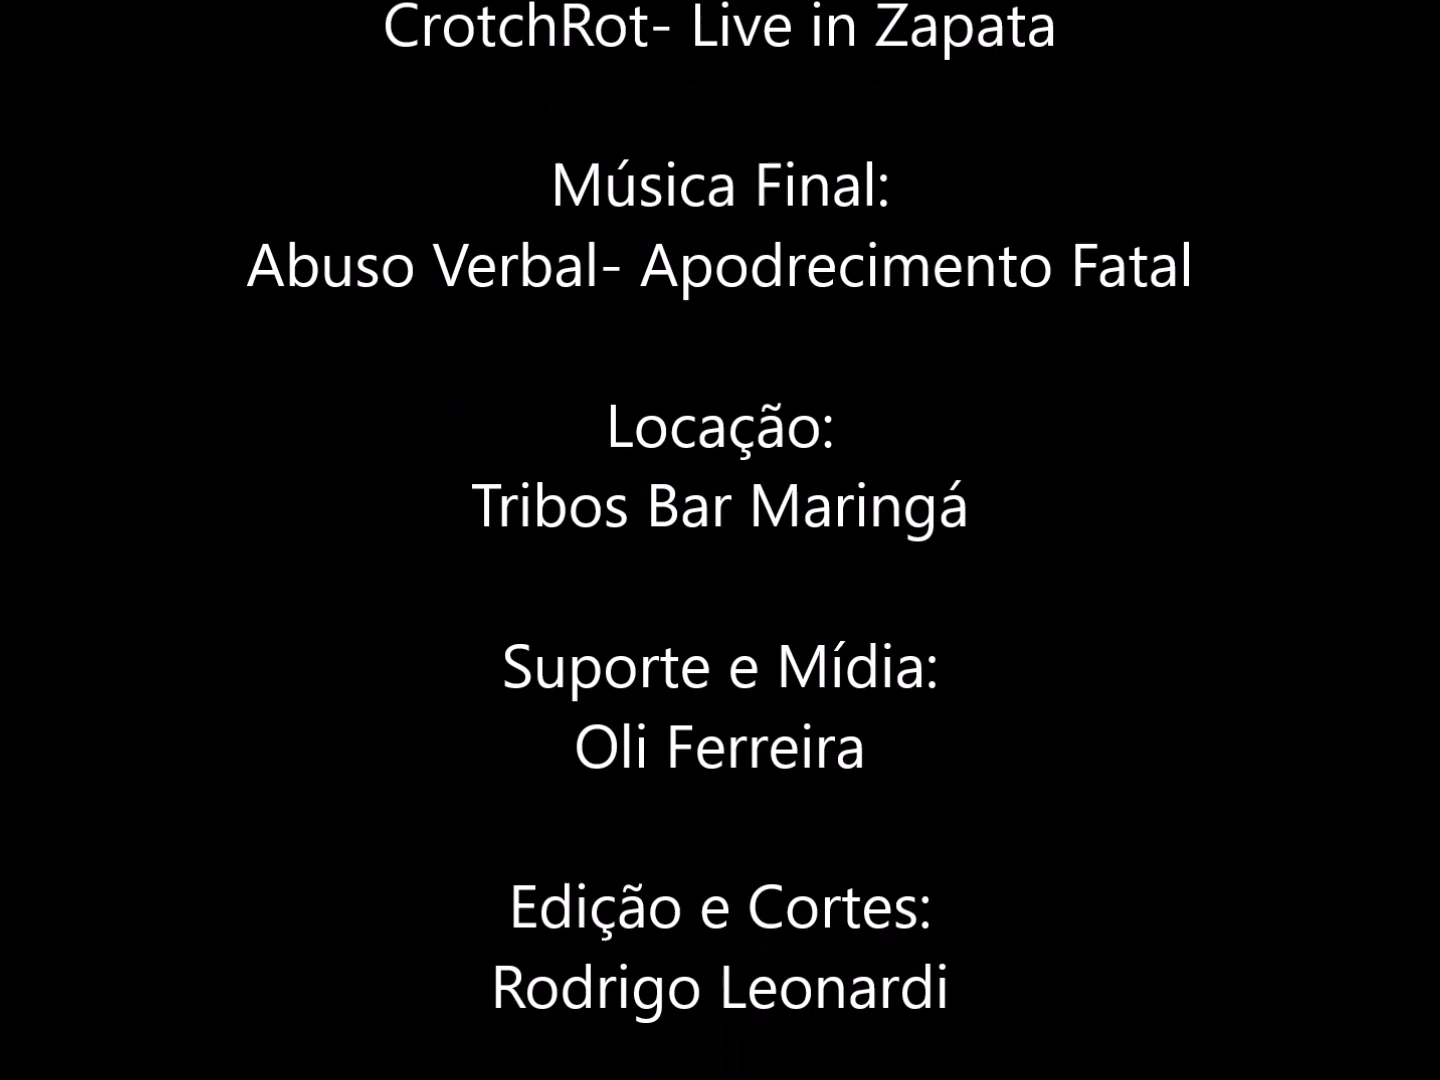 CrotchRot- Live in Zapata
Música Final:
Abuso Verbal- Apodrecimento Fatal
Locação:
Tribos Bar Maringá
Suporte e Mídia:
Oli Ferreira
Edição e Cortes:
Rodrigo Leonardi